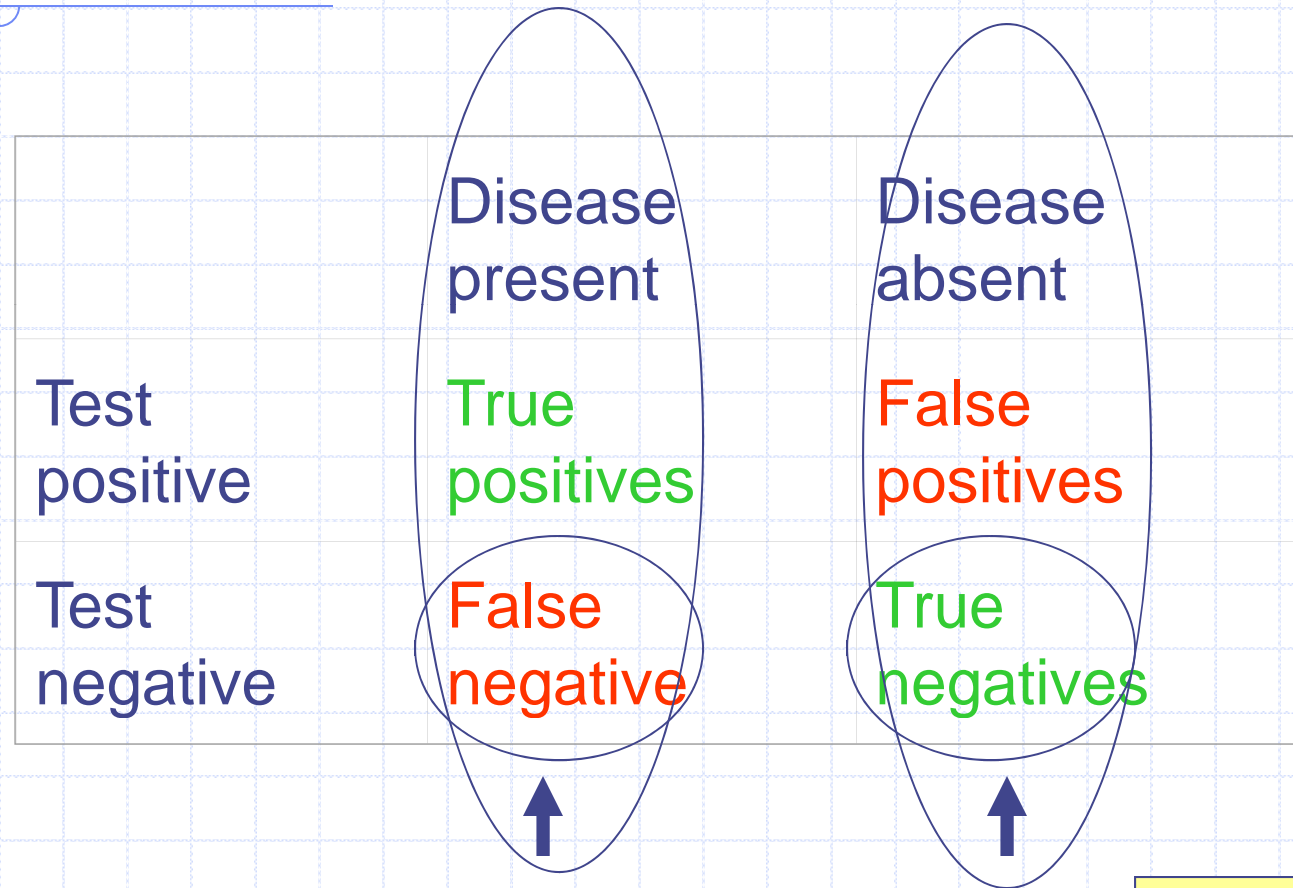 Disease
present
Disease
absent
Test
positive
True
positives
False
positives
Test
negative
False
negative
True
negatives